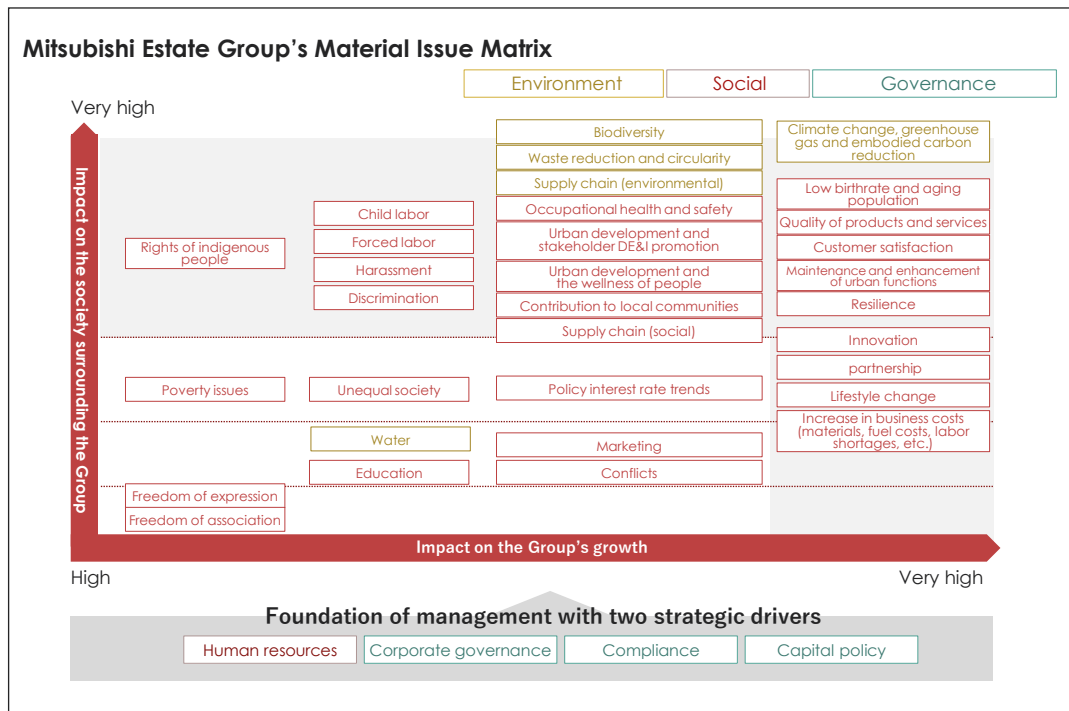 Mitsubishi Estate Group's Material Issue Matrix
Environment
Social
Governance
Very high
Impact on the society surrounding the Group
Rights of indigenous
people
Poverty issues
Freedom of expression
Freedom of association
Child labor
Forced labor
Harassment
Discrimination
Unequal society
Water
Education
Biodiversity
Waste reduction and circularity
Supply chain (environmental)
Occupational health and safety
Urban development and
stakeholder DE&I promotion
Urban development and
the wellness of people
Contribution to local communities
Supply chain (social)
Policy interest rate trends
Marketing
Conflicts
Climate change, greenhouse
gas and embodied carbon
reduction
Low birthrate and aging
population
Quality of products and services
Customer satisfaction
Maintenance and enhancement
of urban functions
Resilience
Innovation
partnership
Lifestyle change
Increase in business costs
(materials, fuel costs, labor
shortages, etc.)
Impact on the Group's growth
High
Very high
Foundation of management with two strategic drivers
Human resources
Corporate governance
Compliance
Capital policy